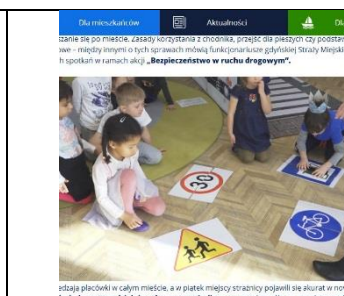 Dla mieszkańców
Aktualności
szanie się po mieście. Zasady korzystania z chodnika, przejść dla pieszych czy podstaw
owe – między innymi o tych sprawach mówią funkcjonariusze gdyńskiej Straży Miejski
h spotkań w ramach akcji „Bezpieczeństwo w ruchu drogowym”.
30
edzają placówki w całym mieście, a w piątek miejscy strażnicy pojawili się akurat w now